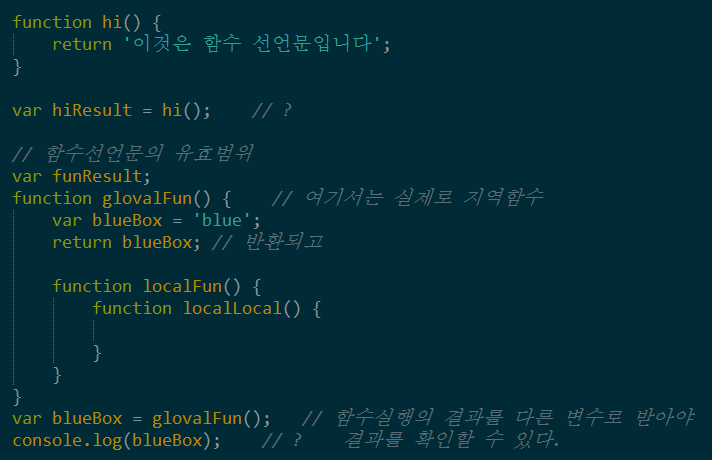 function hi() {
    return '이것은 함수 선언문입니다';
}
var hiResult = hi();    // ?
// 함수선언문의 유효범위
var funResult;
function glovalFun() {    // 여기서는 실제로 지역함수
    var blueBox = 'blue';
    return blueBox; // 반환되고
    function localFun() {
        function localLocal() {
        }
    }
}
var blueBox = glovalFun();   // 함수실행의 결과를 다른 변수로 받아야
console.log(blueBox);    // ?    결과를 확인할 수 있다.